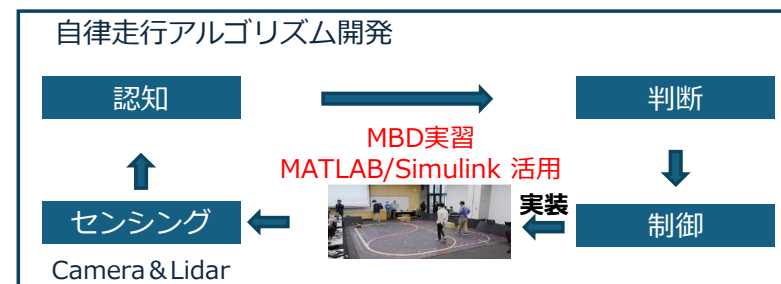 自律走行アルゴリズム開発
認知
判断
MBD実習
MATLAB/Simulink 活用
センシング
実装
制御
Camera＆Lidar